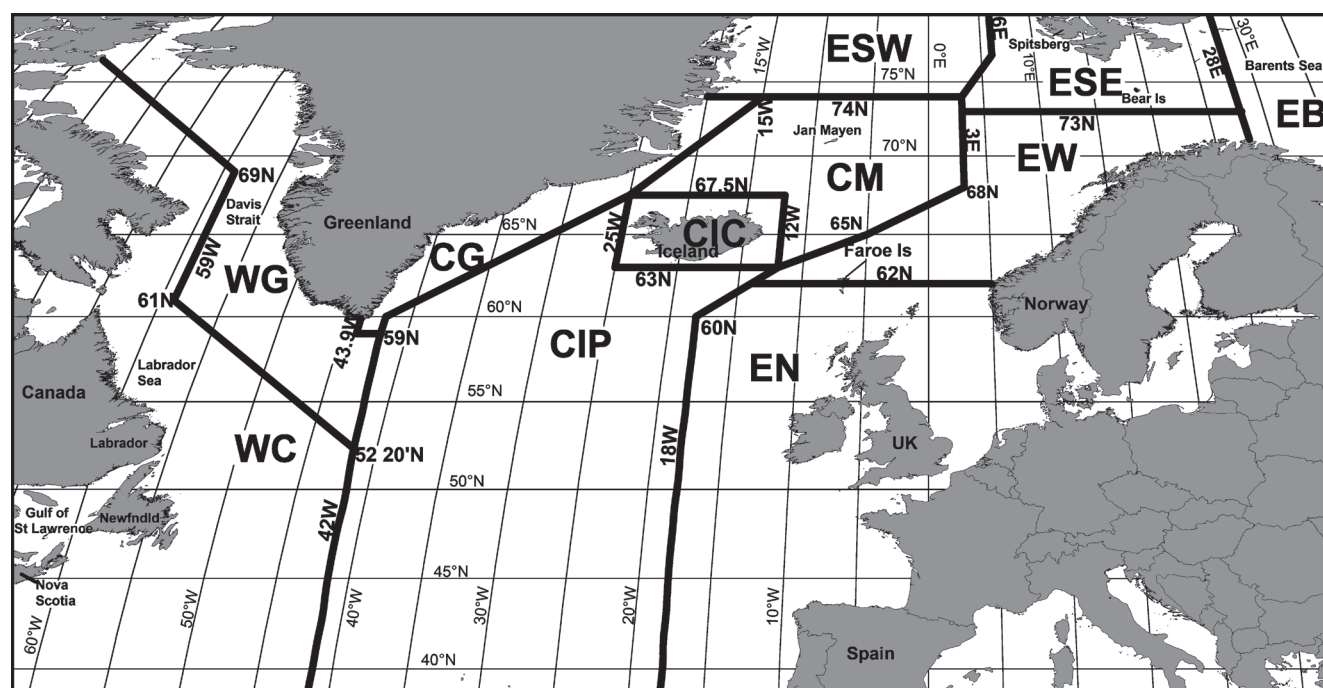 6E
30°E
15°W
ESW
0°E
Spitsberg
10°E
28E
Barents Sea
75°N
ESE
Bear Is
EB
15W
74N
73N
Jan Mayen
3E
70°N
EW
69N
67.5N
CM
68N
Davis
Strait
Greenland
65°N
25W
CIC
12W
65N
59W
CG
Iceland
Faroe Is
WG
63N
62N
61N
60°N
Norway
43.9W
59N
CIP
60N
Labrador
Sea
EN
Canada
55°N
Labrador
WC
52 20'N
18W
UK
50°N
Gulf of
St Lawrence
Newfndld
42W
45°N
Nova
Scotia
60°W
50°W
40°W
30°W
20°W
10°W
40°N
Spain